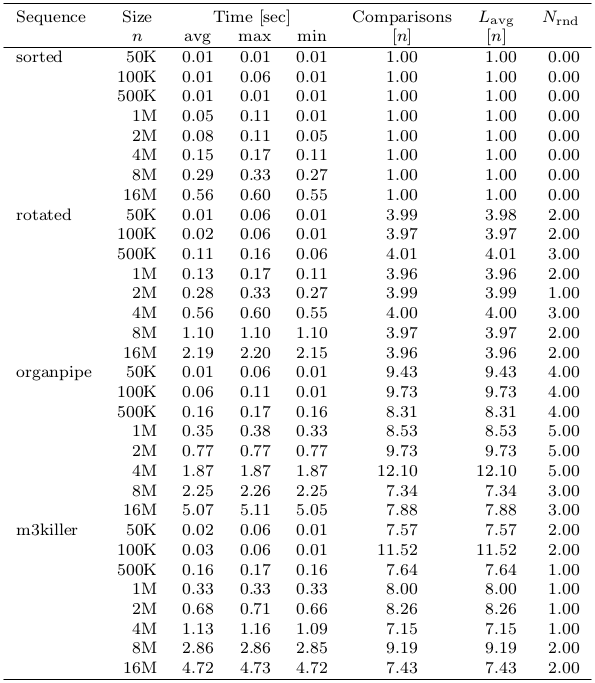 Sequence Size Time [sec] Comparisons L_avg N_rnd
n avg max min [n] [n]
sorted 50K 0.01 0.01 0.01 1.00 1.00 0.00
100K 0.01 0.06 0.01 1.00 1.00 0.00
500K 0.01 0.01 0.01 1.00 1.00 0.00
1M 0.05 0.11 0.01 1.00 1.00 0.00
2M 0.08 0.11 0.05 1.00 1.00 0.00
4M 0.15 0.17 0.11 1.00 1.00 0.00
8M 0.29 0.33 0.27 1.00 1.00 0.00
16M 0.56 0.60 0.55 1.00 1.00 0.00
rotated 50K 0.01 0.06 0.01 3.99 3.98 2.00
100K 0.02 0.06 0.01 3.97 3.97 2.00
500K 0.11 0.16 0.06 4.01 4.01 3.00
1M 0.13 0.17 0.11 3.96 3.96 2.00
2M 0.28 0.33 0.27 3.99 3.99 1.00
4M 0.56 0.60 0.55 4.00 4.00 3.00
8M 1.10 1.10 1.10 3.97 3.97 2.00
16M 2.19 2.20 2.15 3.96 3.96 2.00
organpipe 50K 0.01 0.06 0.01 9.43 9.43 4.00
100K 0.06 0.11 0.01 9.73 9.73 4.00
500K 0.16 0.17 0.16 8.31 8.31 4.00
1M 0.35 0.38 0.33 8.53 8.53 5.00
2M 0.77 0.77 0.77 9.73 9.73 5.00
4M 1.87 1.87 1.87 12.10 12.10 5.00
8M 2.25 2.26 2.25 7.34 7.34 3.00
16M 5.07 5.11 5.05 7.88 7.88 3.00
m3killer 50K 0.02 0.06 0.01 7.57 7.57 2.00
100K 0.03 0.06 0.01 11.52 11.52 2.00
500K 0.16 0.17 0.16 7.64 7.64 1.00
1M 0.33 0.33 0.33 8.00 8.00 1.00
2M 0.68 0.71 0.66 8.26 8.26 1.00
4M 1.13 1.16 1.09 7.15 7.15 1.00
8M 2.86 2.86 2.85 9.19 9.19 2.00
16M 4.72 4.73 4.72 7.43 7.43 2.00